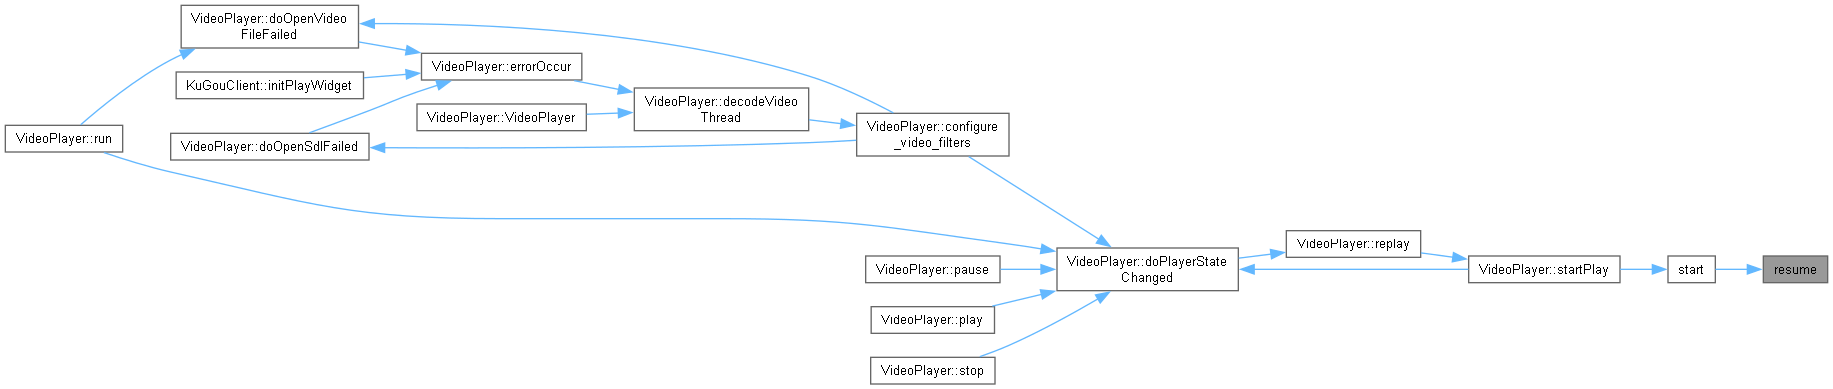 VideoPlayer::doOpenVideo
FileFailed
VideoPlayer::errorOccur
KuGouClient::initPlayWidget
VideoPlayer::decodeVideo
Thread
VideoPlayer::VideoPlayer
VideoPlayer::configure
_video_filters
VideoPlayer::run
VideoPlayer::doOpenSdlFailed
VideoPlayer::replay
VideoPlayer::doPlayerState
Changed
VideoPlayer::pause
VideoPlayer::startPlay
start
resume
VideoPlayer::play
VideoPlayer::stop